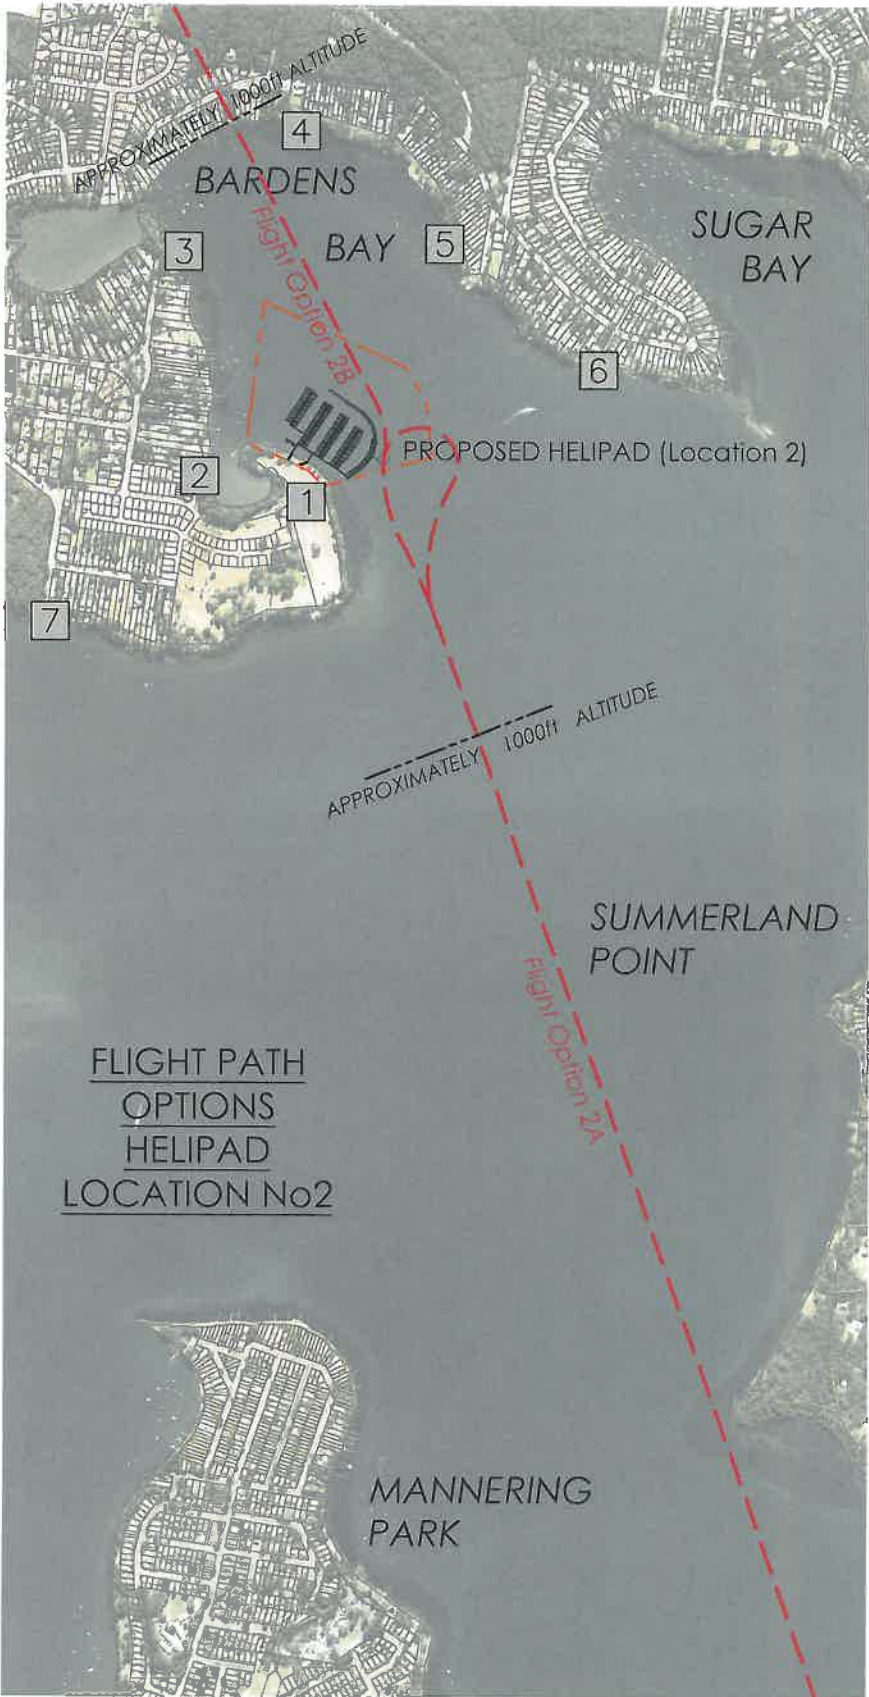 APPROXIMATELY 1000ft ALTITUDE
4
BARDENS
BAY
SUGAR
BAY
3
5
Flight Option 2B
6
PROPOSED HELIPAD (Location 2)
2
1
7
APPROXIMATELY 1000ft ALTITUDE
SUMMERLAND
POINT
Flight Option 2A
FLIGHT PATH
OPTIONS
HELIPAD
LOCATION No2
MANNERING
PARK